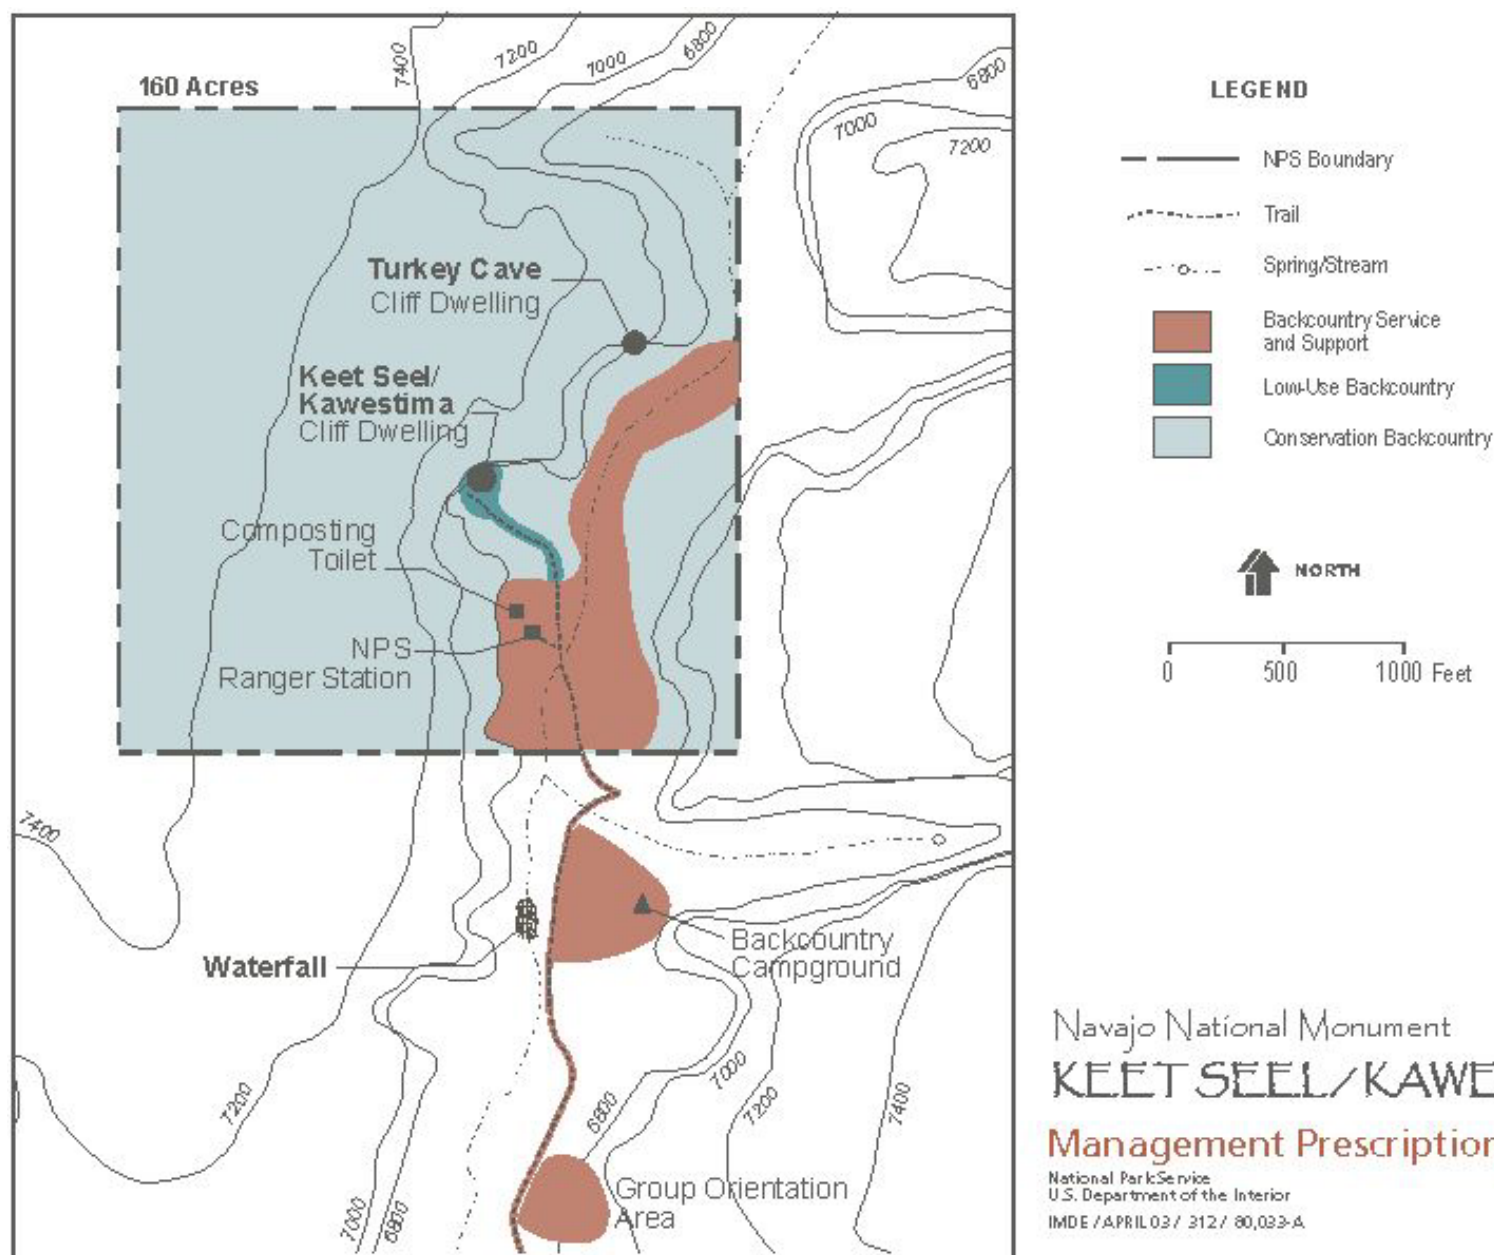 7400
7200
7000
6800
6800
7000
7200
160 Acres
Turkey Cave
Cliff Dwelling
Keet Seel/
Kawestima
Cliff Dwelling
Composting
Toilet
NPS
Ranger Station
7400
Waterfall
Backcountry
Campground
7200
6800
7000
7200
7400
Group Orientation
Area
7000
6800
LEGEND
NPS Boundary
Trail
Spring/Stream
Backcountry Service
and Support
Low-Use Backcountry
Conservation Backcountry
NORTH
0 500 1000 Feet
Navajo National Monument
KEET SEEL/KAWE
Management Prescription
National Park Service
U.S. Department of the Interior
IMDE / APRIL 03 / 312 / 80,033-A